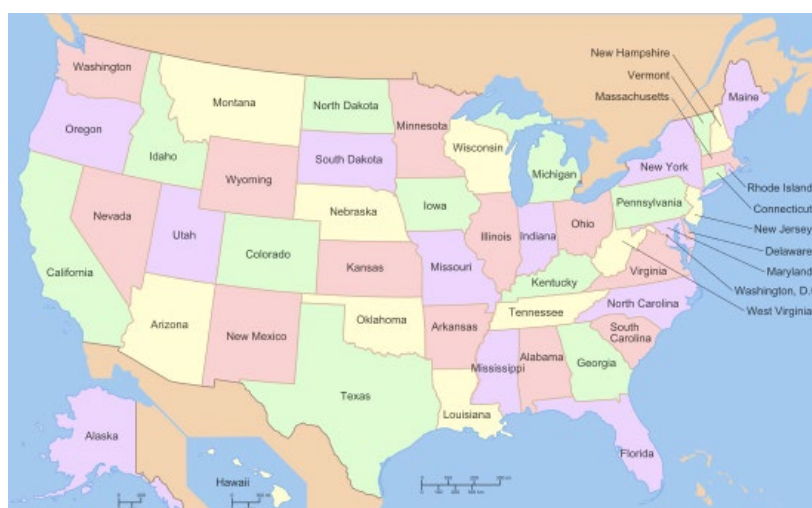 New Hampshire
Vermont
Massachusetts
Washington
Montana
North Dakota
Minnesota
Maine
Oregon
Idaho
Wisconsin
South Dakota
Michigan
New York
Wyoming
Rhode Island
Connecticut
Nebraska
Iowa
Pennsylvania
Nevada
New Jersey
Utah
Colorado
Illinois
Indiana
Ohio
Delaware
California
Kansas
Missouri
Kentucky
Virginia
Maryland
Washington, D.
West Virginia
Arizona
New Mexico
Oklahoma
Arkansas
Tennessee
North Carolina
South
Carolina
Mississippi
Alabama
Georgia
Texas
Louisiana
Alaska
Hawaii
Florida